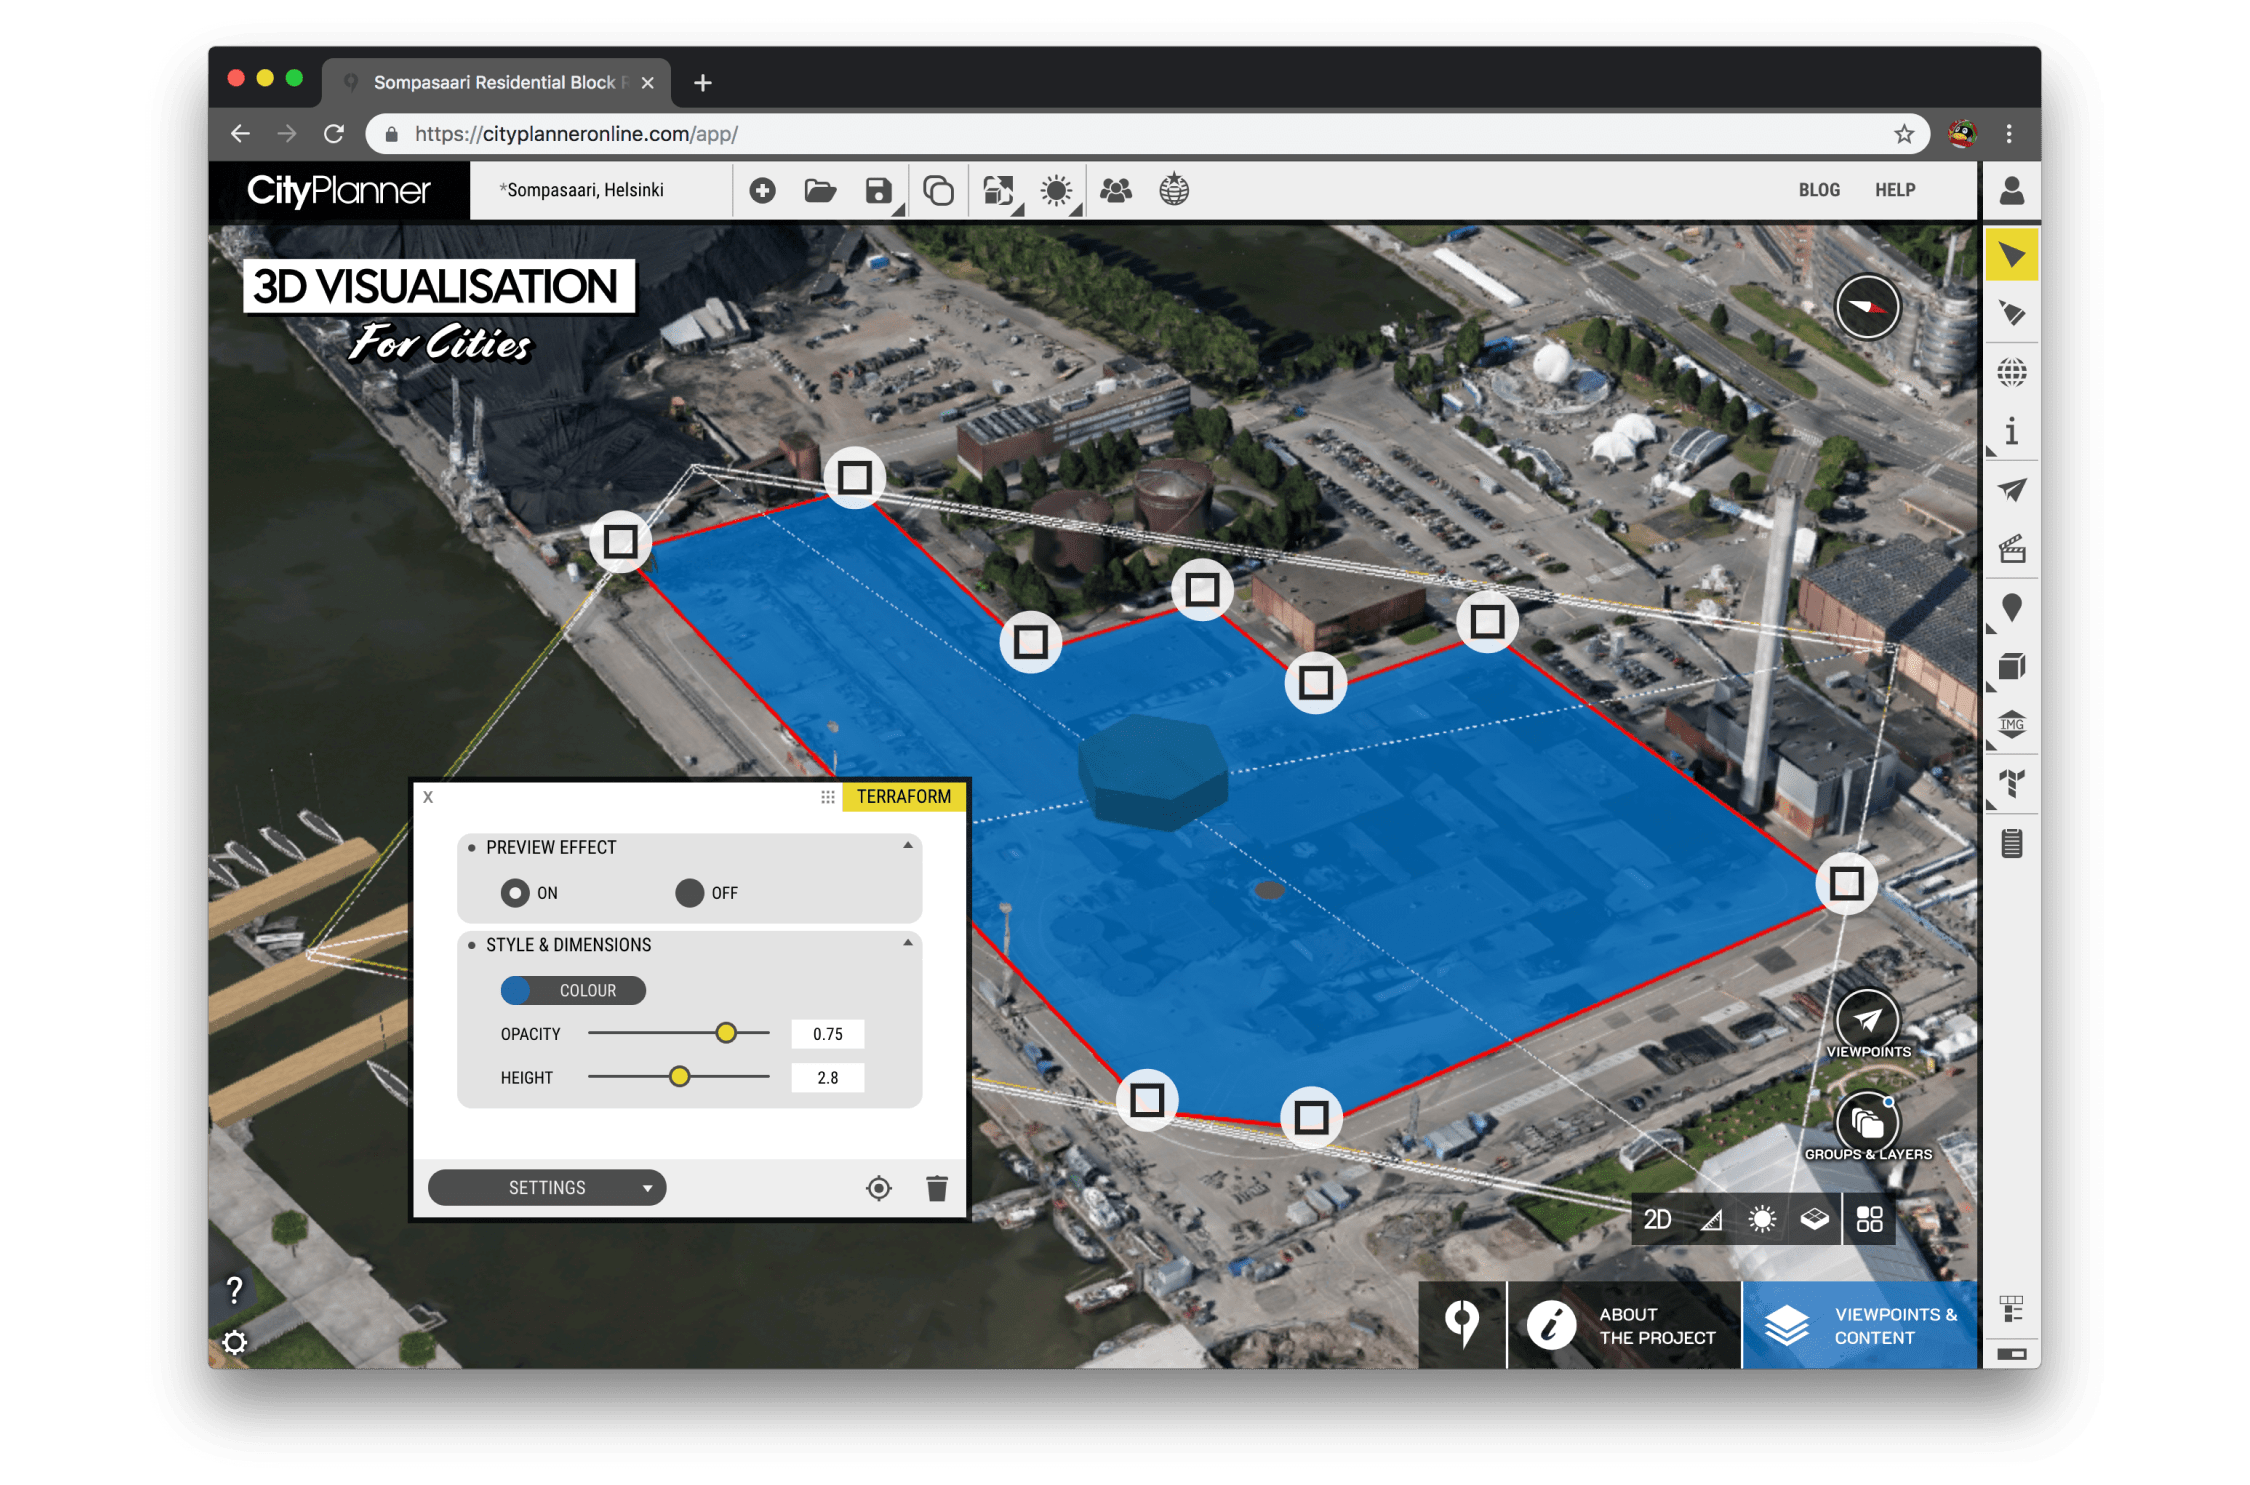 Sompasaari Residential Block
https://cityplanneronline.com/app/
CityPlanner
*Sompasaari, Helsinki
BLOG
HELP
3D VISUALISATION
For Cities
i
IMG
X
TERRAFORM
PREVIEW EFFECT
ON
OFF
STYLE & DIMENSIONS
COLOUR
OPACITY
0.75
HEIGHT
2.8
SETTINGS
VIEWPOINTS
GROUPS & LAYERS
2D
?
i
ABOUT
THE PROJECT
VIEWPOINTS &
CONTENT